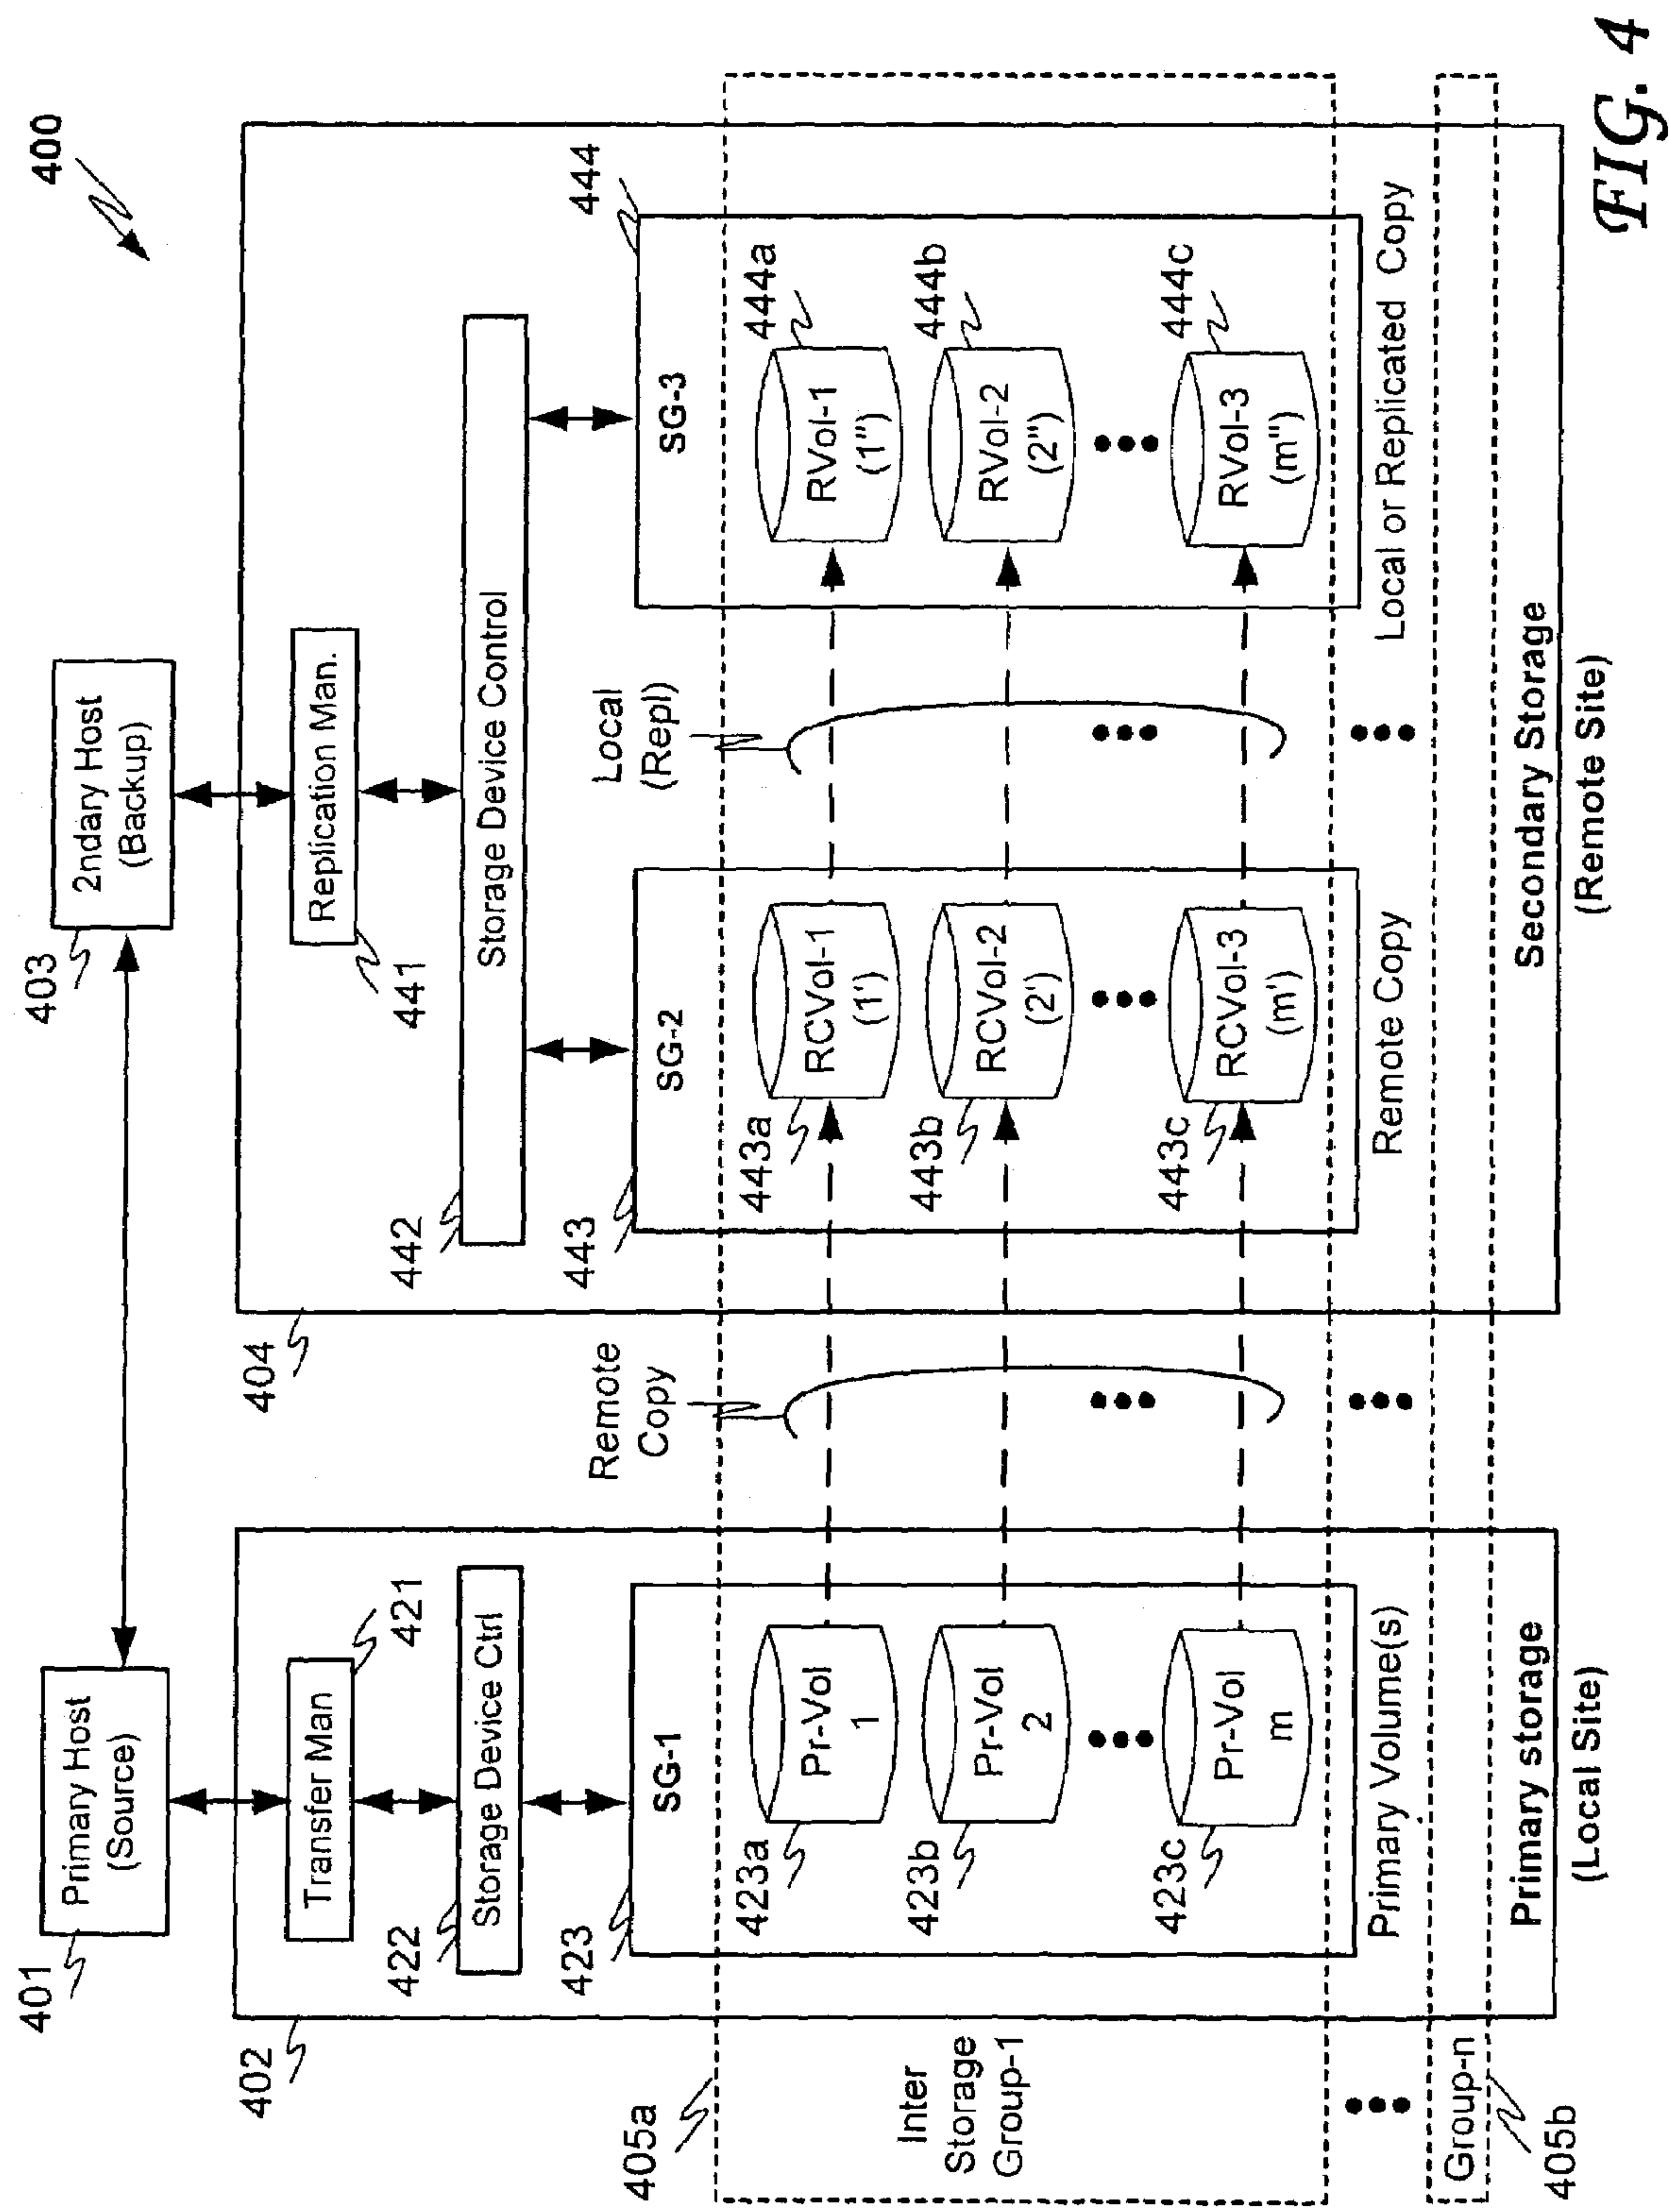 400
401
Primary Host
(Source)
403
2ndary Host
(Backup)
402
Transfer Man
421
422
Storage Device Ctrl
423
SG-1
423a
Pr-Vol
1
423b
Pr-Vol
2
423c
Pr-Vol
m
Primary Volume(s)
Primary storage
(Local Site)
Remote
Copy
404
Replication Man.
441
442
Storage Device Control
443
SG-2
443a
RCVol-1
(1')
443b
RCVol-2
(2')
443c
RCVol-3
(m')
Remote Copy
Local
(Repl)
444
SG-3
444a
RVol-1
(1")
444b
RVol-2
(2")
444c
RVol-3
(m")
Local or Replicated Copy
Secondary Storage
(Remote Site)
405a
Inter
Storage
Group-1
Group-n
405b
FIG. 4